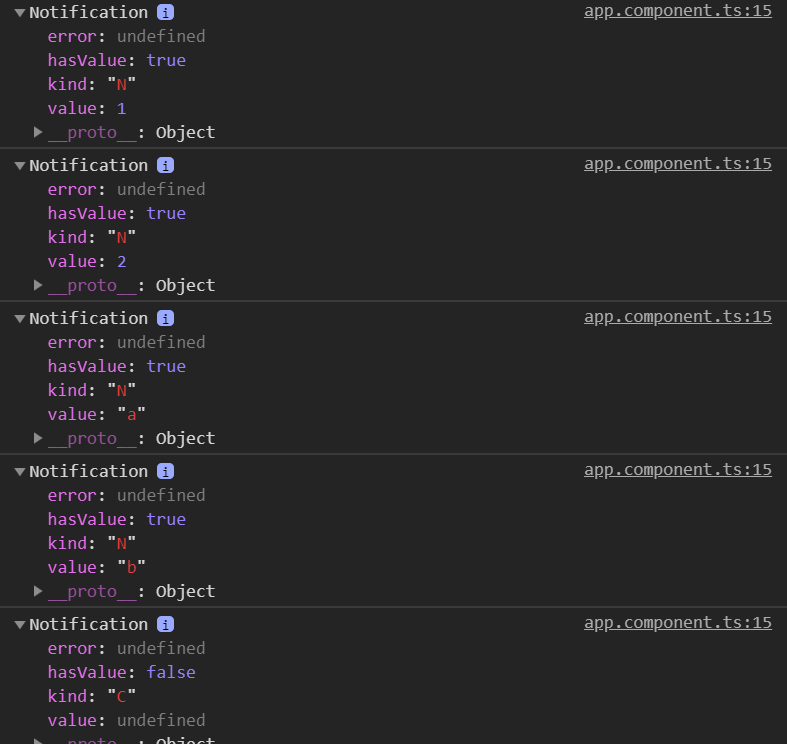 ▼Notification i app.component.ts:15
error: undefined
hasValue: true
kind: "N"
value: 1
▶ __proto__: Object
▼Notification i app.component.ts:15
error: undefined
hasValue: true
kind: "N"
value: 2
▶ __proto__: Object
▼Notification i app.component.ts:15
error: undefined
hasValue: true
kind: "N"
value: "a"
▶ __proto__: Object
▼Notification i app.component.ts:15
error: undefined
hasValue: true
kind: "N"
value: "b"
▶ __proto__: Object
▼Notification i app.component.ts:15
error: undefined
hasValue: false
kind: "C"
value: undefined
▶ __proto__: Object